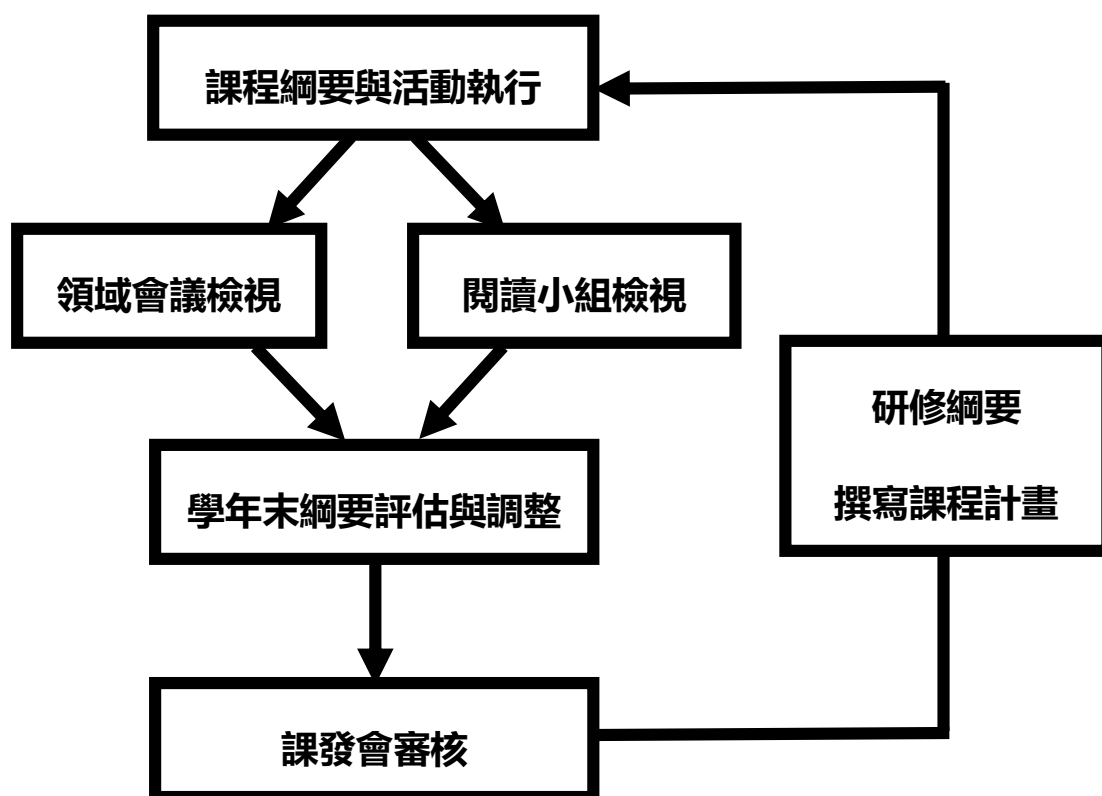 課程綱要與活動執行
領域會議檢視
閱讀小組檢視
研修綱要
撰寫課程計畫
學年末綱要評估與調整
課發會審核